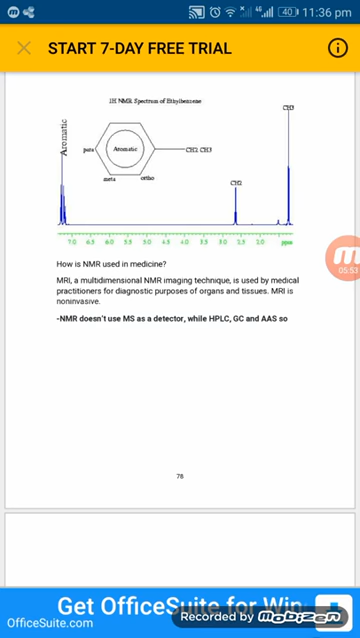 4G 40 11:36 pm
START 7-DAY FREE TRIAL
1H NMR Spectrum of Ethylbenzene
Aromatic
para
Aromatic
CH2 CH3
meta
ortho
CH2
CH3
7.0 6.5 6.0 5.5 5.0 4.5 4.0 3.5 3.0 2.5 2.0 ppm
How is NMR used in medicine?
MRI, a multidimensional NMR imaging technique, is used by medical
practitioners for diagnostic purposes of organs and tissues. MRI is
noninvasive.
-NMR doesn't use MS as a detector, while HPLC, GC and AAS so
05:53
78
Get OfficeSuite for Win
OfficeSuite.com
Recorded by mobizen